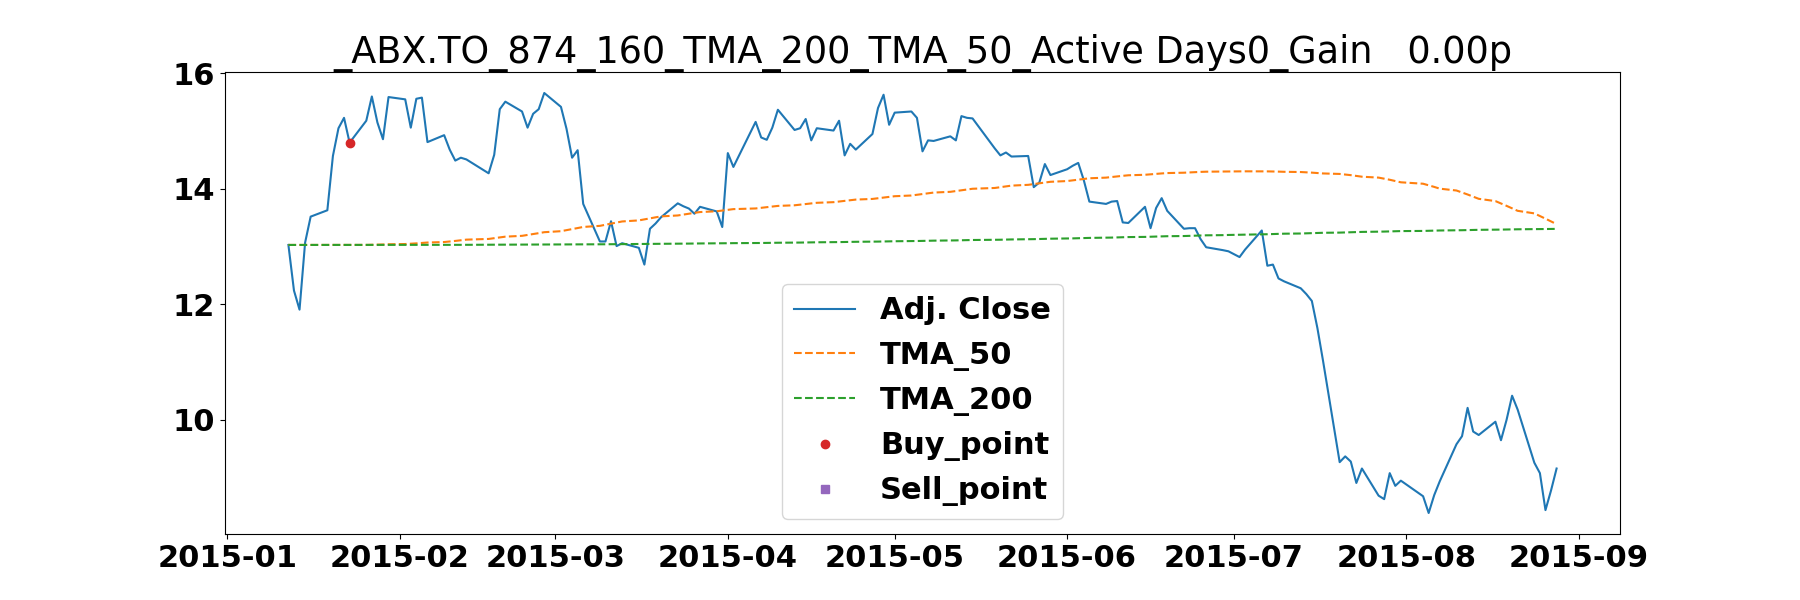 _ABX.TO_874_160_TMA_200_TMA_50_Active Days0_Gain   0.00p
16
14
12
10
Adj. Close
TMA_50
TMA_200
Buy_point
Sell_point
2015-01 2015-02 2015-03 2015-04 2015-05 2015-06 2015-07 2015-08 2015-09